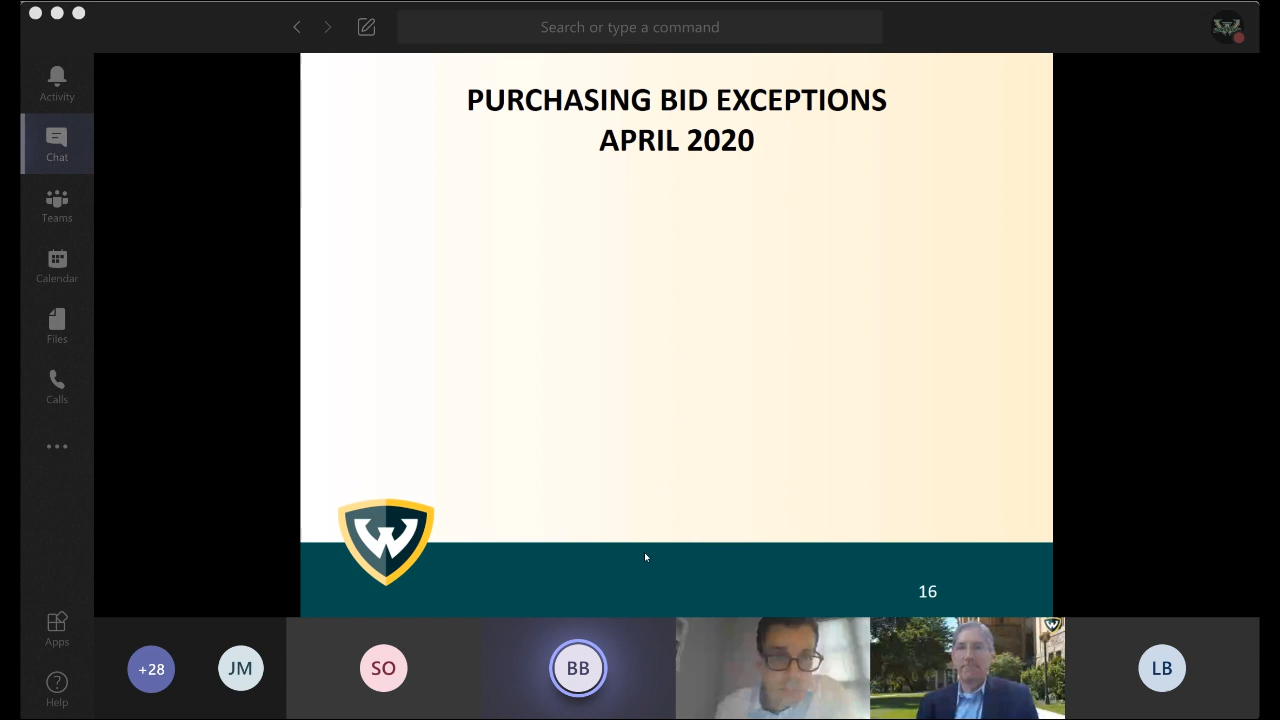 Search or type a command
Activity
Chat
Teams
Calendar
Files
Calls
Apps
Help
PURCHASING BID EXCEPTIONS
APRIL 2020
W
16
+28
JM
SO
BB
LB